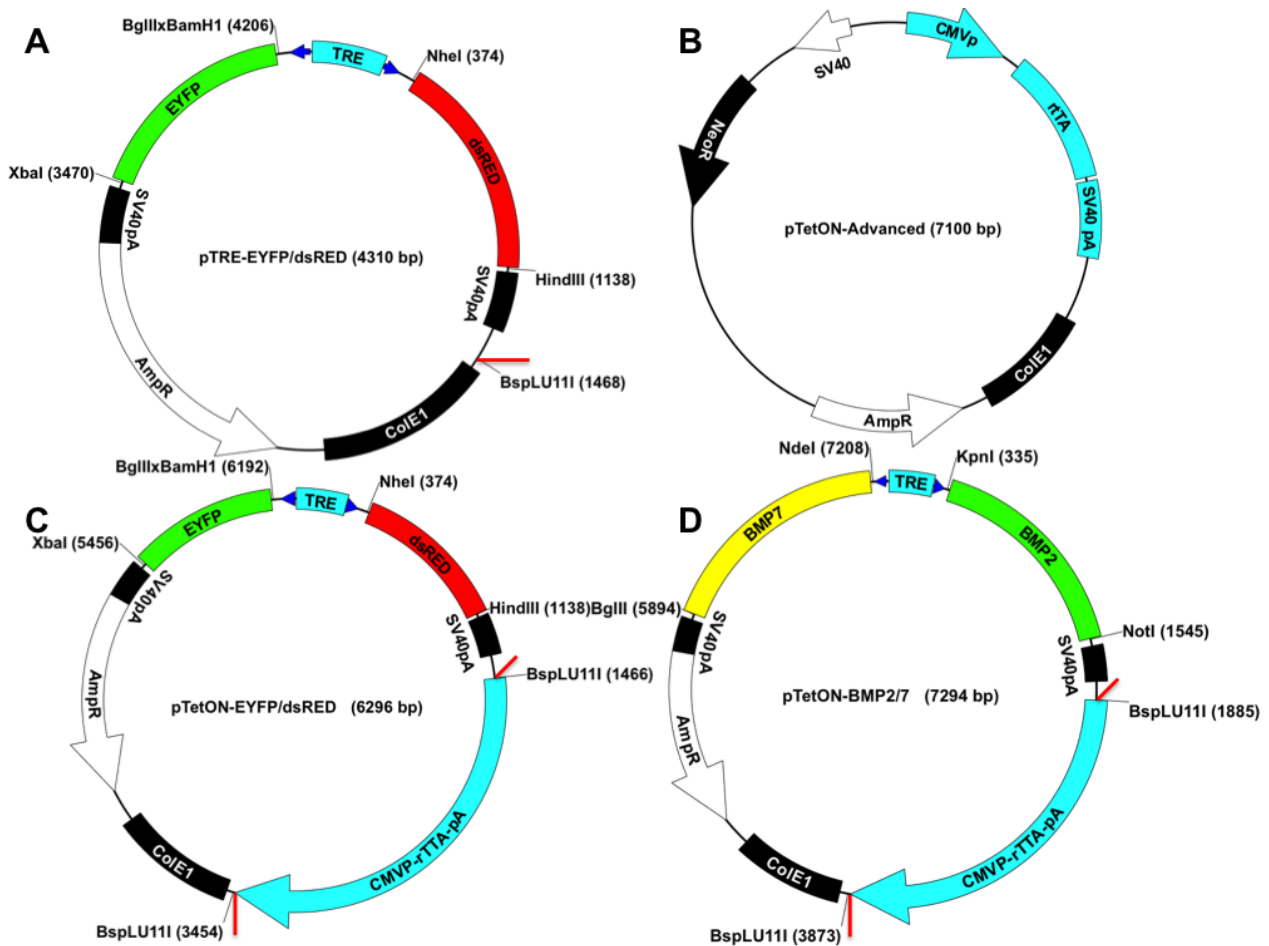 A
BglIIxBamH1 (4206)
TRE
NheI (374)
EYFP
dsRED
XbaI (3470)
SV40pA
pTRE-EYFP/dsRED (4310 bp)
HindIII (1138)
SV40pA
AmpR
BspLU11I (1468)
ColE1
B
CMVp
SV40
rtTA
NeoR
SV40 pA
pTetON-Advanced (7100 bp)
ColE1
AmpR
C
BglIIxBamH1 (6192)
TRE
NheI (374)
EYFP
dsRED
XbaI (5456)
SV40pA
HindIII (1138)
SV40pA
AmpR
BspLU11I (1466)
pTetON-EYFP/dsRED (6296 bp)
CMVP-rTTA-pA
ColE1
BspLU11I (3454)
D
NdeI (7208)
TRE
KpnI (335)
BMP7
BMP2
BglII (5894)
SV40pA
NotI (1545)
SV40pA
AmpR
BspLU11I (1885)
pTetON-BMP2/7 (7294 bp)
CMVP-rTTA-pA
ColE1
BspLU11I (3873)